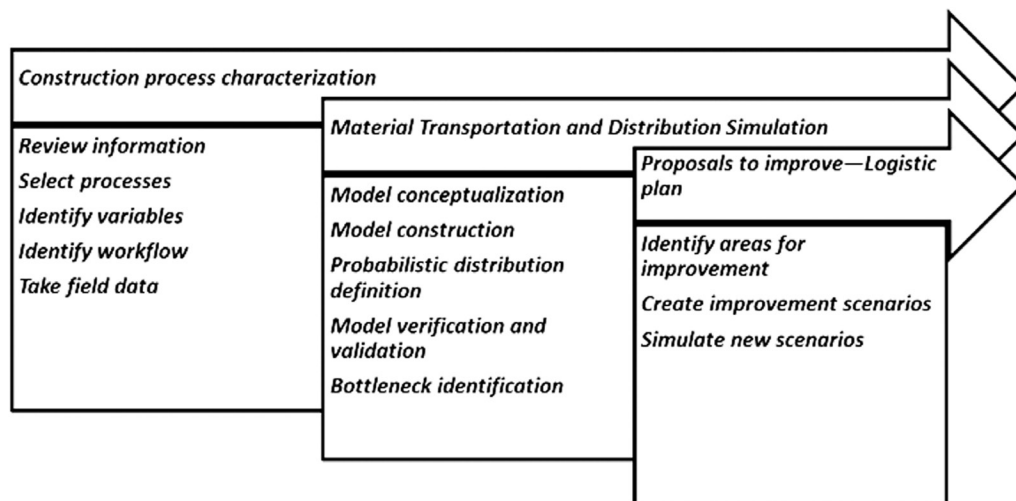 Construction process characterization
Review information
Select processes
Identify variables
Identify workflow
Take field data
Material Transportation and Distribution Simulation
Model conceptualization
Model construction
Probabilistic distribution
definition
Model verification and
validation
Bottleneck identification
Proposals to improve—Logistic
plan
Identify areas for
improvement
Create improvement scenarios
Simulate new scenarios